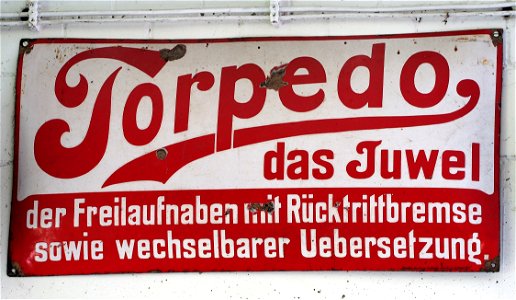 Torpedo
das Juwel
der Freilaufnaben mit Rücktrittbremse
sowie wechselbarer Uebersetzung.